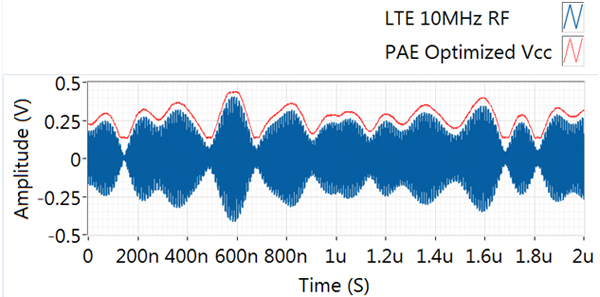 LTE 10MHz RF
PAE Optimized Vcc
Amplitude (V)
0.5
0.25
0
-0.25
-0.5
0 200n 400n 600n 800n 1u 1.2u 1.4u 1.6u 1.8u 2u
Time (S)